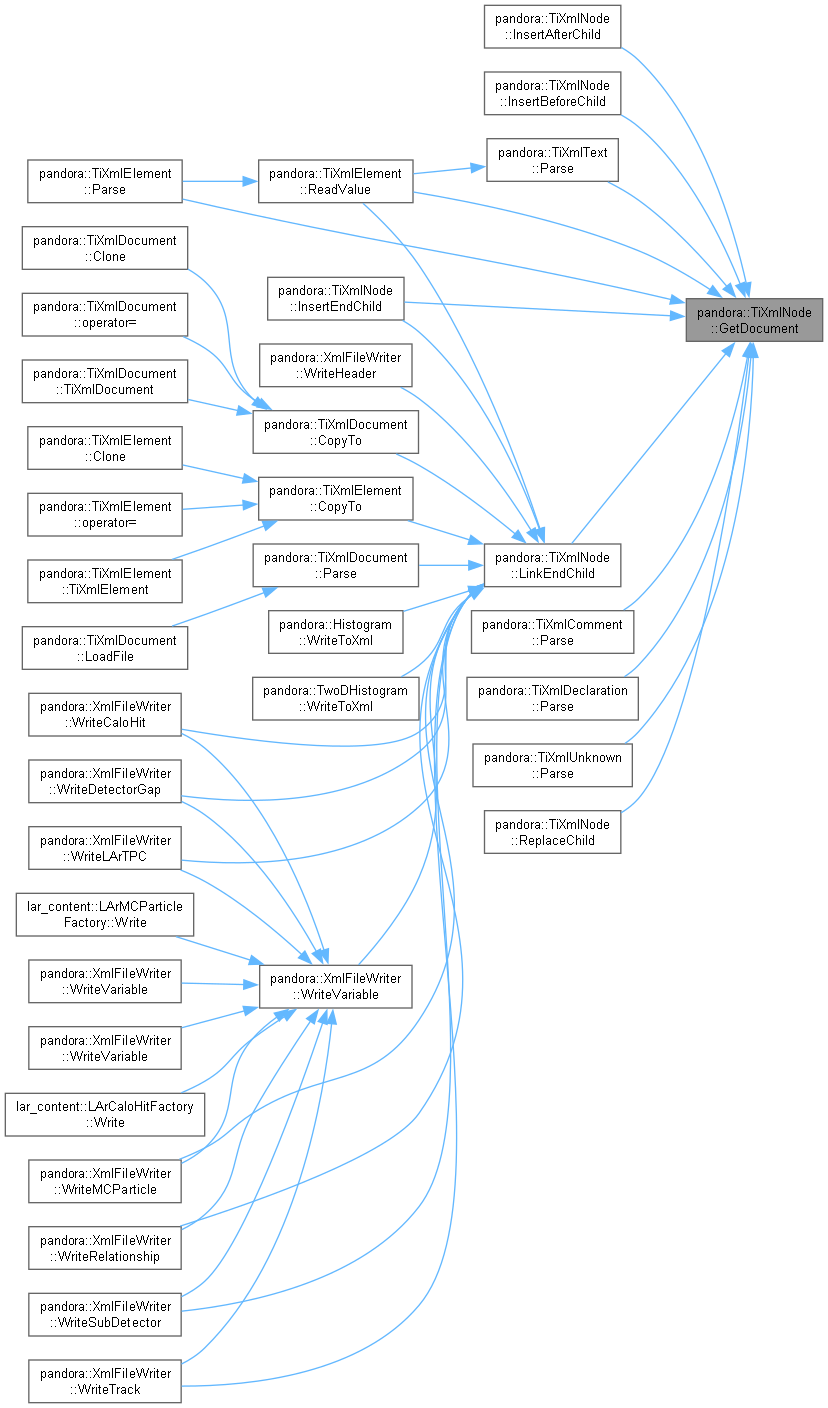 pandora::TiXmlNode
::InsertAfterChild
pandora::TiXmlNode
::InsertBeforeChild
pandora::TiXmlText
::Parse
pandora::TiXmlElement
::Parse
pandora::TiXmlElement
::ReadValue
pandora::TiXmlDocument
::Clone
pandora::TiXmlNode
::InsertEndChild
pandora::TiXmlDocument
::operator=
pandora::TiXmlNode
::GetDocument
pandora::XmlFileWriter
::WriteHeader
pandora::TiXmlDocument
::TiXmlDocument
pandora::TiXmlDocument
::CopyTo
pandora::TiXmlElement
::Clone
pandora::TiXmlElement
::CopyTo
pandora::TiXmlElement
::operator=
pandora::TiXmlDocument
::Parse
pandora::TiXmlNode
::LinkEndChild
pandora::TiXmlElement
::TiXmlElement
pandora::Histogram
::WriteToXml
pandora::TiXmlComment
::Parse
pandora::TiXmlDocument
::LoadFile
pandora::TwoDHistogram
::WriteToXml
pandora::TiXmlDeclaration
::Parse
pandora::XmlFileWriter
::WriteCaloHit
pandora::TiXmlUnknown
::Parse
pandora::XmlFileWriter
::WriteDetectorGap
pandora::TiXmlNode
::ReplaceChild
pandora::XmlFileWriter
::WriteLArTPC
lar_content::LArMCParticle
Factory::Write
pandora::XmlFileWriter
::WriteVariable
pandora::XmlFileWriter
::WriteVariable
pandora::XmlFileWriter
::WriteVariable
lar_content::LArCaloHitFactory
::Write
pandora::XmlFileWriter
::WriteMCParticle
pandora::XmlFileWriter
::WriteRelationship
pandora::XmlFileWriter
::WriteSubDetector
pandora::XmlFileWriter
::WriteTrack